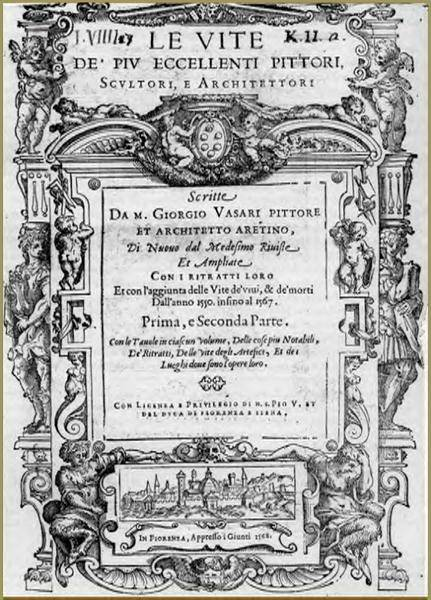 LE VITE
DE' PIV ECCELLENTI PITTORI,
SCVLTORI, E ARCHITETTORI
Scritte
DA M. GIORGIO VASARI PITTORE
ET ARCHITETTO ARETINO,
Di Nuouo dal Medesimo Riuiste
Et Ampliate
CON I RITRATTI LORO
Et con l'aggiunta delle Vite de'viui, & de'morti
Dall'anno 1550. insino al 1567.
Prima, e Seconda Parte.
Con le Tauole in ciascun volume, Delle cose piu Notabili,
De' Ritratti, Delle vite degli Artefici, Et dei
Luoghi doue sono l'opere loro.
CON LICENZA E PRIVILEGIO DI N. S. PIO V. ET
DEL DVCA DI FIORENZA E SIENA.
IN FIORENZA, Appresso i Giunti 1568.